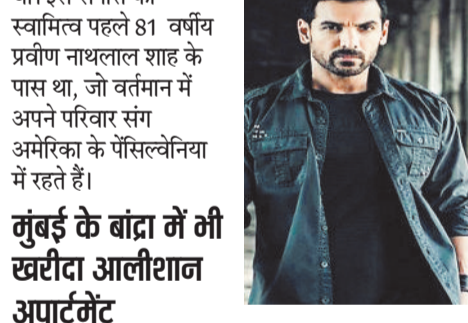 स्वामित्व पहले 81 वर्षीय
प्रवीण नाथलाल शाह के
पास था, जो वर्तमान में
अपने परिवार संग
अमेरिका के पेंसिल्वेनिया
में रहते हैं।
मुंबई के बांद्रा में भी
खरीदा आलीशान
अपार्टमेंट